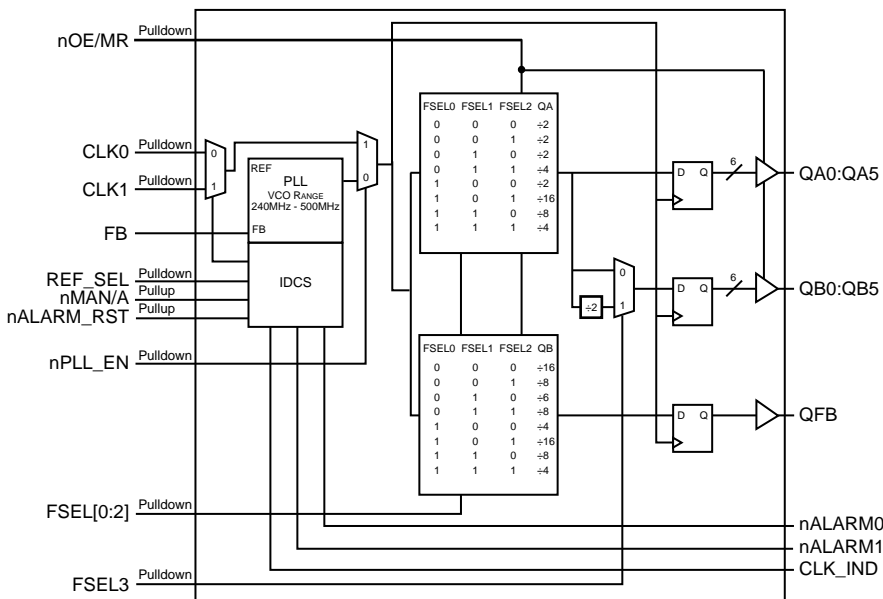 nOE/MR Pulldown
CLK0 Pulldown
CLK1 Pulldown
FB
REF_SEL Pulldown
nMAN/A Pullup
nALARM_RST Pullup
nPLL_EN Pulldown
FSEL[0:2] Pulldown
FSEL3 Pulldown
0
1
REF
PLL
VCO RANGE
240MHz - 500MHz
FB
IDCS
1
0
FSEL0 FSEL1 FSEL2 QA
0 0 0 ÷2
0 0 1 ÷2
0 1 0 ÷2
0 1 1 ÷4
1 0 0 ÷2
1 0 1 ÷16
1 1 0 ÷8
1 1 1 ÷4
FSEL0 FSEL1 FSEL2 QB
0 0 0 ÷16
0 0 1 ÷8
0 1 0 ÷6
0 1 1 ÷8
1 0 0 ÷4
1 0 1 ÷16
1 1 0 ÷8
1 1 1 ÷4
0
÷2 1
D Q 6
QA0:QA5
D Q 6
QB0:QB5
D Q
QFB
nALARM0
nALARM1
CLK_IND